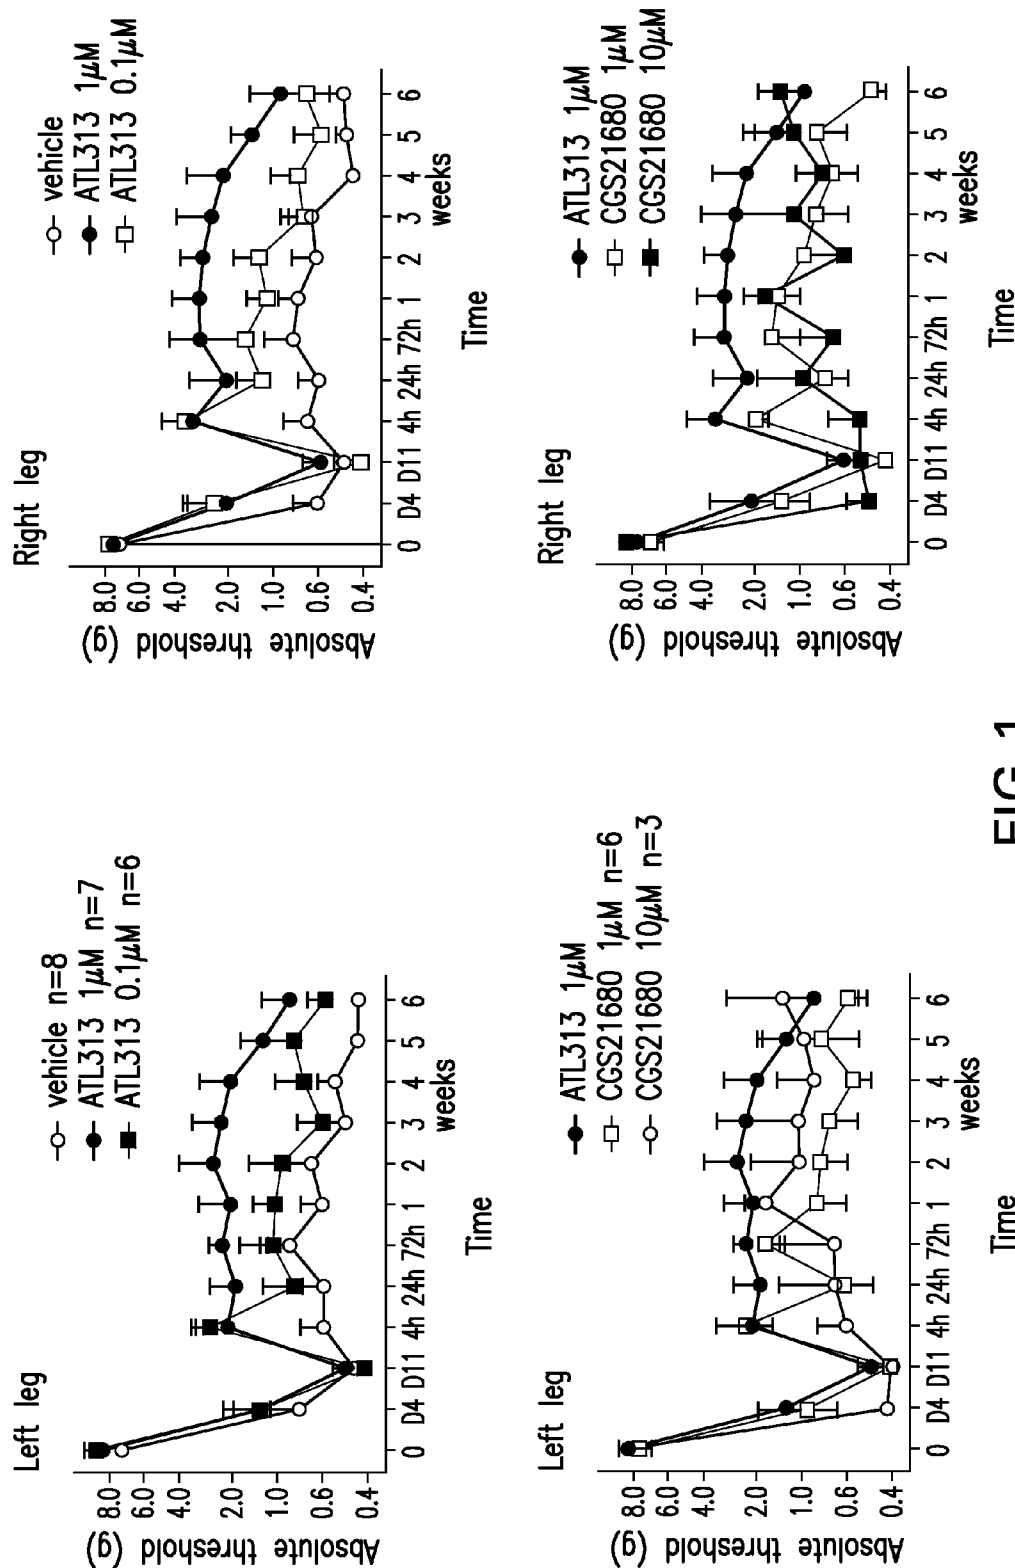 Left leg
vehicle n=8
ATL313 1µM n=7
ATL313 0.1µM n=6
Absolute threshold (g)
8.0
6.0
4.0
2.0
1.0
0.6
0.4
0 D4 D11 4h 24h 72h 1 2 3 4 5 6
weeks
Time
Right leg
vehicle
ATL313 1µM
ATL313 0.1µM
Absolute threshold (g)
8.0
6.0
4.0
2.0
1.0
0.6
0.4
0 D4 D11 4h 24h 72h 1 2 3 4 5 6
weeks
Time
Left leg
ATL313 1µM
CGS21680 1µM n=6
CGS21680 10µM n=3
Absolute threshold (g)
8.0
6.0
4.0
2.0
1.0
0.6
0.4
0 D4 D11 4h 24h 72h 1 2 3 4 5 6
weeks
Time
Right leg
ATL313 1µM
CGS21680 1µM
CGS21680 10µM
Absolute threshold (g)
8.0
6.0
4.0
2.0
1.0
0.6
0.4
0 D4 D11 4h 24h 72h 1 2 3 4 5 6
weeks
Time
FIG. 1